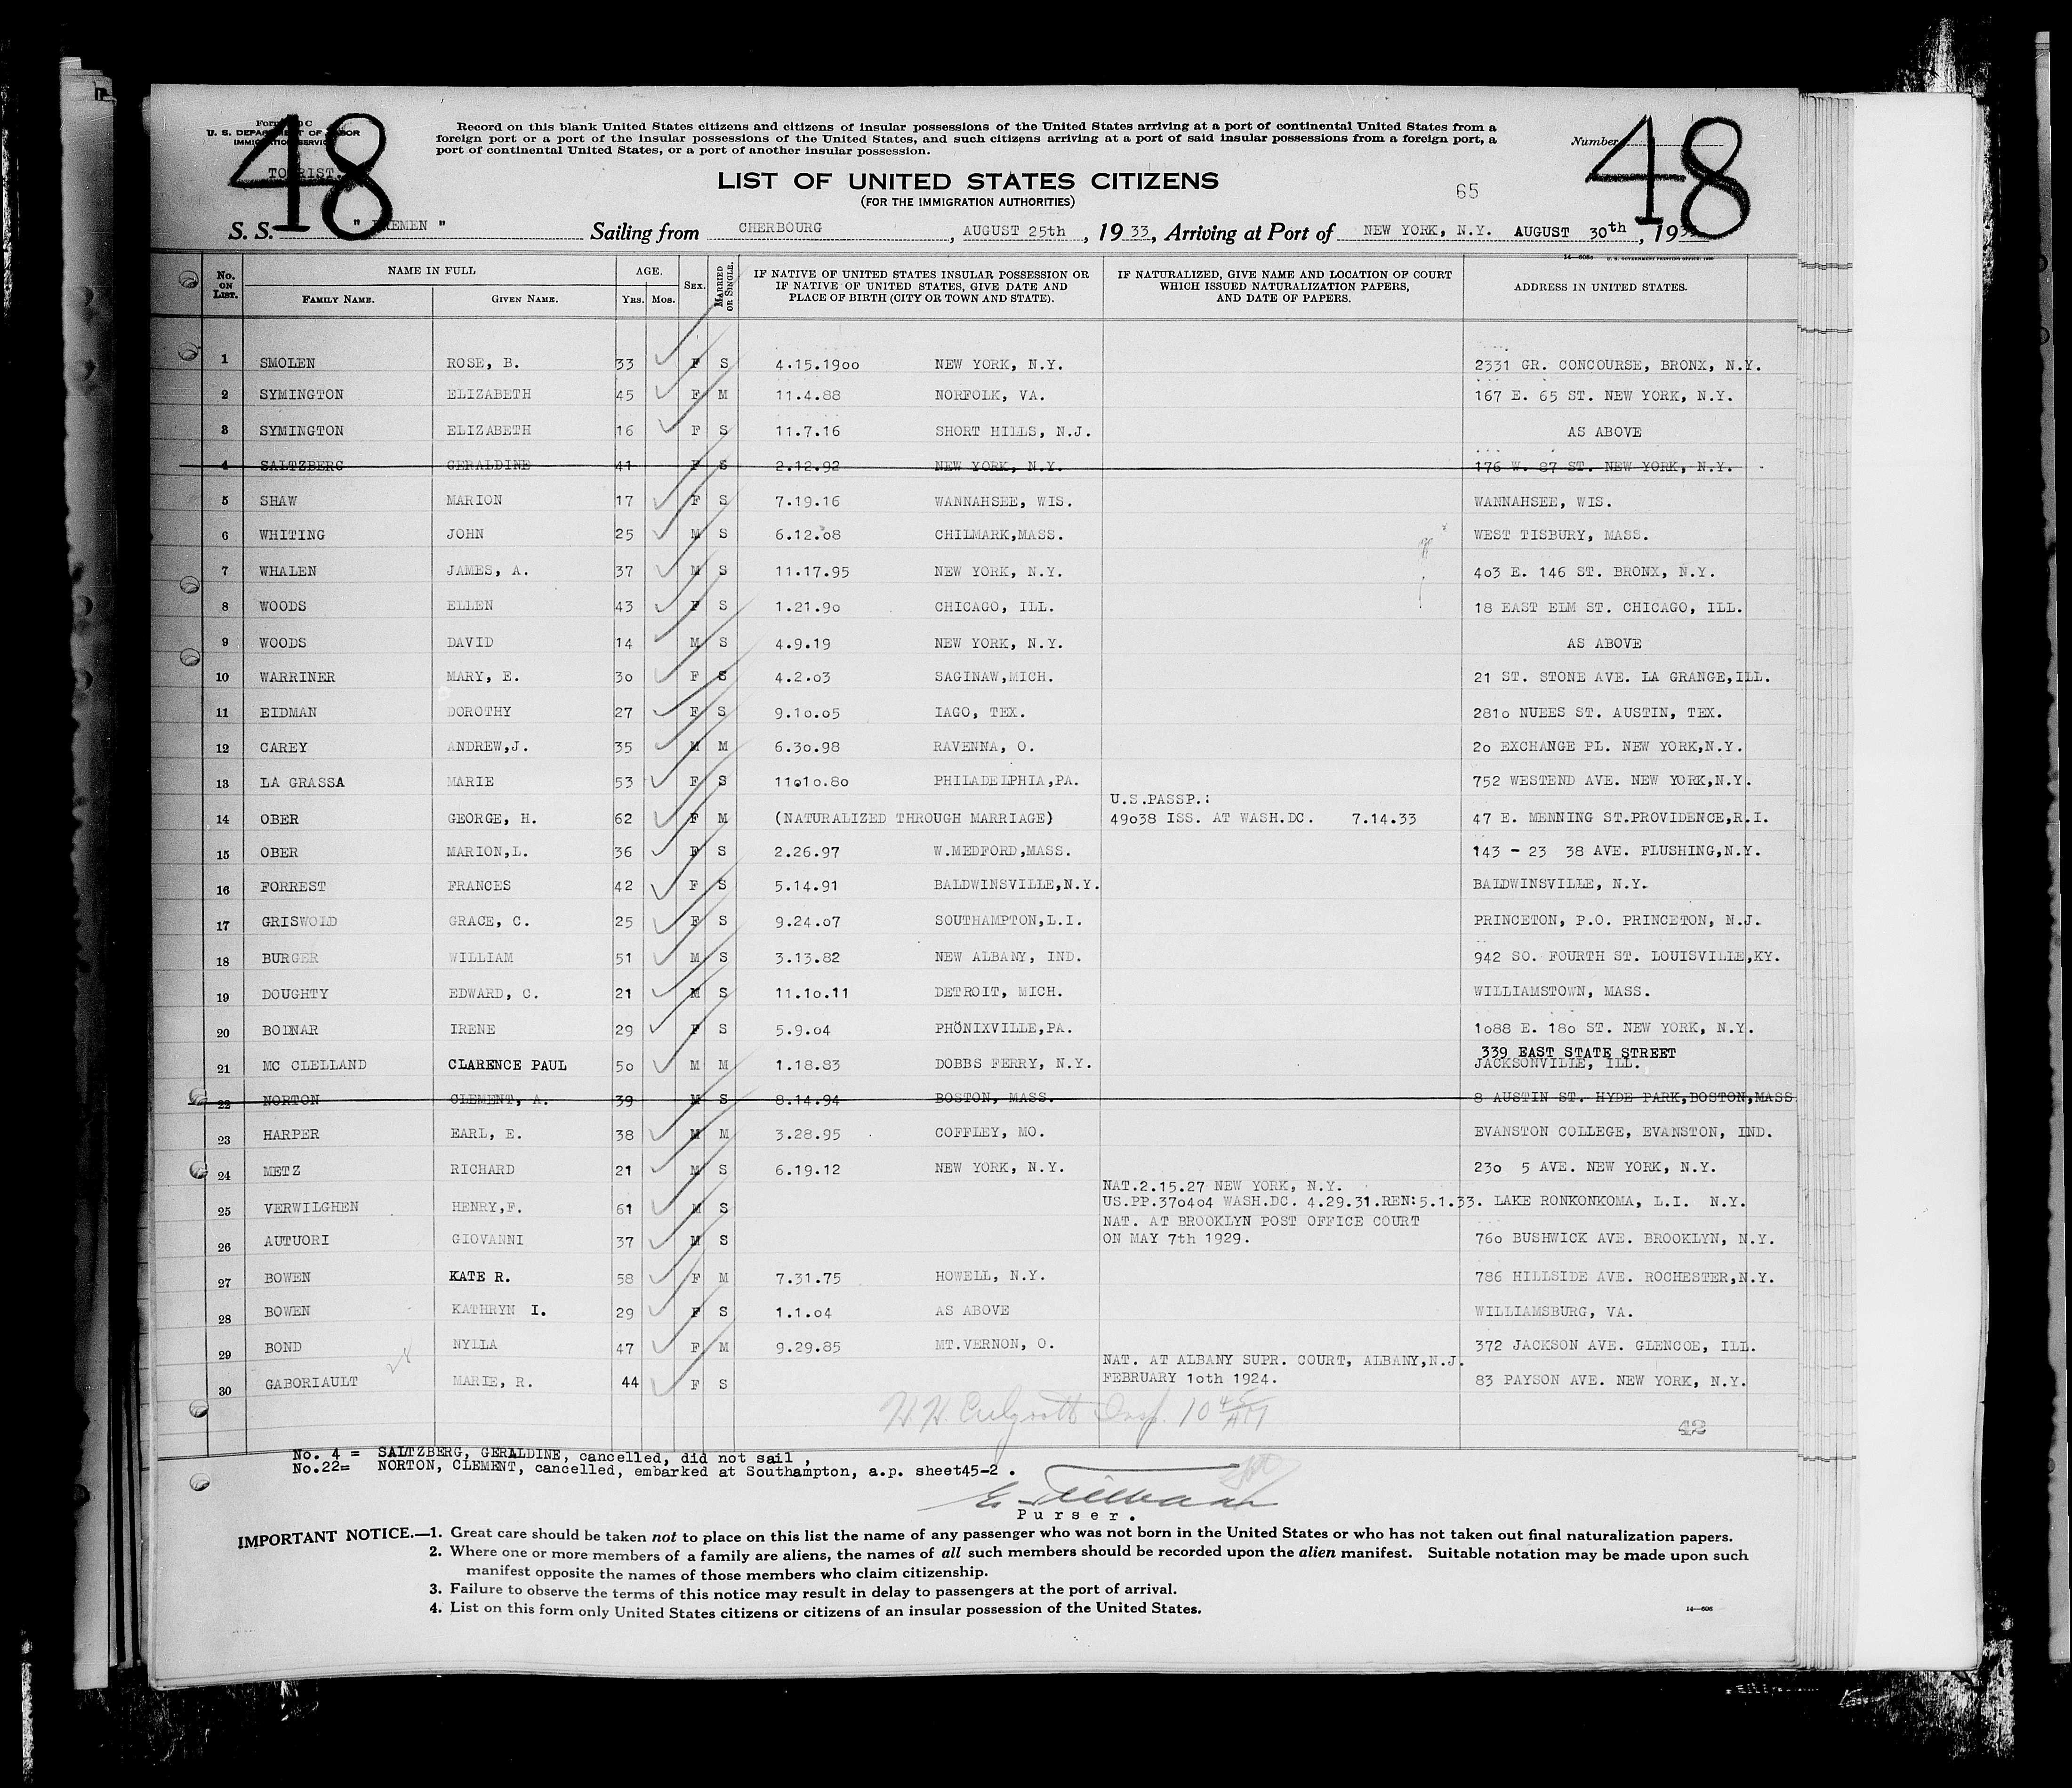 48
48
U. S. DEPARTMENT OF LABOR
IMMIGRATION SERVICE
TOURIST.
Record on this blank United States citizens and citizens of insular possessions of the United States arriving at a port of continental United States from a
foreign port or a port of the insular possessions of the United States, and such citizens arriving at a port of said insular possessions from a foreign port, a
port of continental United States, or a port of another insular possession.
Number
LIST OF UNITED STATES CITIZENS
(FOR THE IMMIGRATION AUTHORITIES)
65
S. S. " BREMEN " Sailing from CHERBOURG, AUGUST 25th, 1933, Arriving at Port of NEW YORK, N.Y. AUGUST 30th, 193
No. ON LIST. NAME IN FULL FAMILY NAME. GIVEN NAME. AGE. YRS. MOS. SEX. MARRIED OR SINGLE. IF NATIVE OF UNITED STATES INSULAR POSSESSION OR IF NATIVE OF UNITED STATES, GIVE DATE AND PLACE OF BIRTH (CITY OR TOWN AND STATE). IF NATURALIZED, GIVE NAME AND LOCATION OF COURT WHICH ISSUED NATURALIZATION PAPERS, AND DATE OF PAPERS. ADDRESS IN UNITED STATES.
1 SMOLEN ROSE, B. 33 F S 4.15.1900 NEW YORK, N.Y. 2331 GR. CONCOURSE, BRONX, N.Y.
2 SYMINGTON ELIZABETH 45 F M 11.4.88 NORFOLK, VA. 167 E. 65 ST. NEW YORK, N.Y.
3 SYMINGTON ELIZABETH 16 F S 11.7.16 SHORT HILLS, N.J. AS ABOVE
4 SALTZBERG GERALDINE 41 F S 2.12.92 NEW YORK, N.Y. 176 W. 87 ST. NEW YORK, N.Y.
5 SHAW MARION 17 F S 7.19.16 WANNAHSEE, WIS. WANNAHSEE, WIS.
6 WHITING JOHN 25 M S 6.12.08 CHILMARK,MASS. WEST TISBURY, MASS.
7 WHALEN JAMES, A. 37 M S 11.17.95 NEW YORK, N.Y. 403 E. 146 ST. BRONX, N.Y.
8 WOODS ELLEN 43 F S 1.21.90 CHICAGO, ILL. 18 EAST ELM ST. CHICAGO, ILL.
9 WOODS DAVID 14 M S 4.9.19 NEW YORK, N.Y. AS ABOVE
10 WARRINER MARY, E. 30 F S 4.2.03 SAGINAW,MICH. 21 ST. STONE AVE. LA GRANGE,ILL.
11 EIDMAN DOROTHY 27 F S 9.10.05 IAGO, TEX. 2810 NUEES ST. AUSTIN, TEX.
12 CAREY ANDREW,J. 35 M M 6.30.98 RAVENNA, O. 20 EXCHANGE PL. NEW YORK,N.Y.
13 LA GRASSA MARIE 53 F S 11010.80 PHILADELPHIA,PA. 752 WESTEND AVE. NEW YORK,N.Y.
U.S.PASSP.:
14 OBER GEORGE, H. 62 F M (NATURALIZED THROUGH MARRIAGE) 49038 ISS. AT WASH.DC. 7.14.33 47 E. MENNING ST.PROVIDENCE,R.I.
15 OBER MARION,L. 36 F S 2.26.97 W.MEDFORD,MASS. 143 - 23 38 AVE. FLUSHING,N.Y.
16 FORREST FRANCES 42 F S 5.14.91 BALDWINSVILLE,N.Y. BALDWINSVILLE, N.Y.
17 GRISWOLD GRACE, C. 25 F S 9.24.07 SOUTHAMPTON,L.I. PRINCETON, P.O. PRINCETON, N.J.
18 BURGER WILLIAM 51 M S 3.13.82 NEW ALBANY, IND. 942 SO. FOURTH ST. LOUISVILLE,KY.
19 DOUGHTY EDWARD, C. 21 M S 11.10.11 DETROIT, MICH. WILLIAMSTOWN, MASS.
20 BODNAR IRENE 29 F S 5.9.04 PHÖNIXVILLE,PA. 1088 E. 180 ST. NEW YORK, N.Y.
339 EAST STATE STREET
21 MC CLELLAND CLARENCE PAUL 50 M M 1.18.83 DOBBS FERRY, N.Y. JACKSONVILLE, ILL.
22 NORTON CLEMENT, A. 39 M S 8.14.94 BOSTON, MASS. 8 AUSTIN ST. HYDE PARK,BOSTON,MASS
23 HARPER EARL, E. 38 M M 3.28.95 COFFLEY, MO. EVANSTON COLLEGE, EVANSTON, IND.
24 METZ RICHARD 21 M S 6.19.12 NEW YORK, N.Y. 230 5 AVE. NEW YORK, N.Y.
NAT.2.15.27 NEW YORK, N.Y.
25 VERWILGHEN HENRY,F. 61 M S US.PP.370404 WASH.DC. 4.29.31.REN:5.1.33. LAKE RONKONKOMA, L.I. N.Y.
NAT. AT BROOKLYN POST OFFICE COURT
26 AUTUORI GIOVANNI 37 M S ON MAY 7th 1929. 760 BUSHWICK AVE. BROOKLYN, N.Y.
27 BOWEN KATE R. 58 F M 7.31.75 HOWELL, N.Y. 786 HILLSIDE AVE. ROCHESTER,N.Y.
28 BOWEN KATHRYN I. 29 F S 1.1.04 AS ABOVE WILLIAMSBURG, VA.
29 BOND NYLLA 47 F M 9.29.85 MT.VERNON, O. 372 JACKSON AVE. GLENCOE, ILL.
NAT. AT ALBANY SUPR. COURT, ALBANY,N.J.
30 GABORIAULT MARIE, R. 44 F S FEBRUARY 10th 1924. 83 PAYSON AVE. NEW YORK, N.Y.
42
No. 4 = SALTZBERG, GERALDINE, cancelled, did not sail ,
No.22= NORTON, CLEMENT, cancelled, embarked at Southampton, a.p. sheet45-2 .
Purser.
IMPORTANT NOTICE.—1. Great care should be taken not to place on this list the name of any passenger who was not born in the United States or who has not taken out final naturalization papers.
2. Where one or more members of a family are aliens, the names of all such members should be recorded upon the alien manifest. Suitable notation may be made upon such
manifest opposite the names of those members who claim citizenship.
3. Failure to observe the terms of this notice may result in delay to passengers at the port of arrival.
4. List on this form only United States citizens or citizens of an insular possession of the United States.
14—606